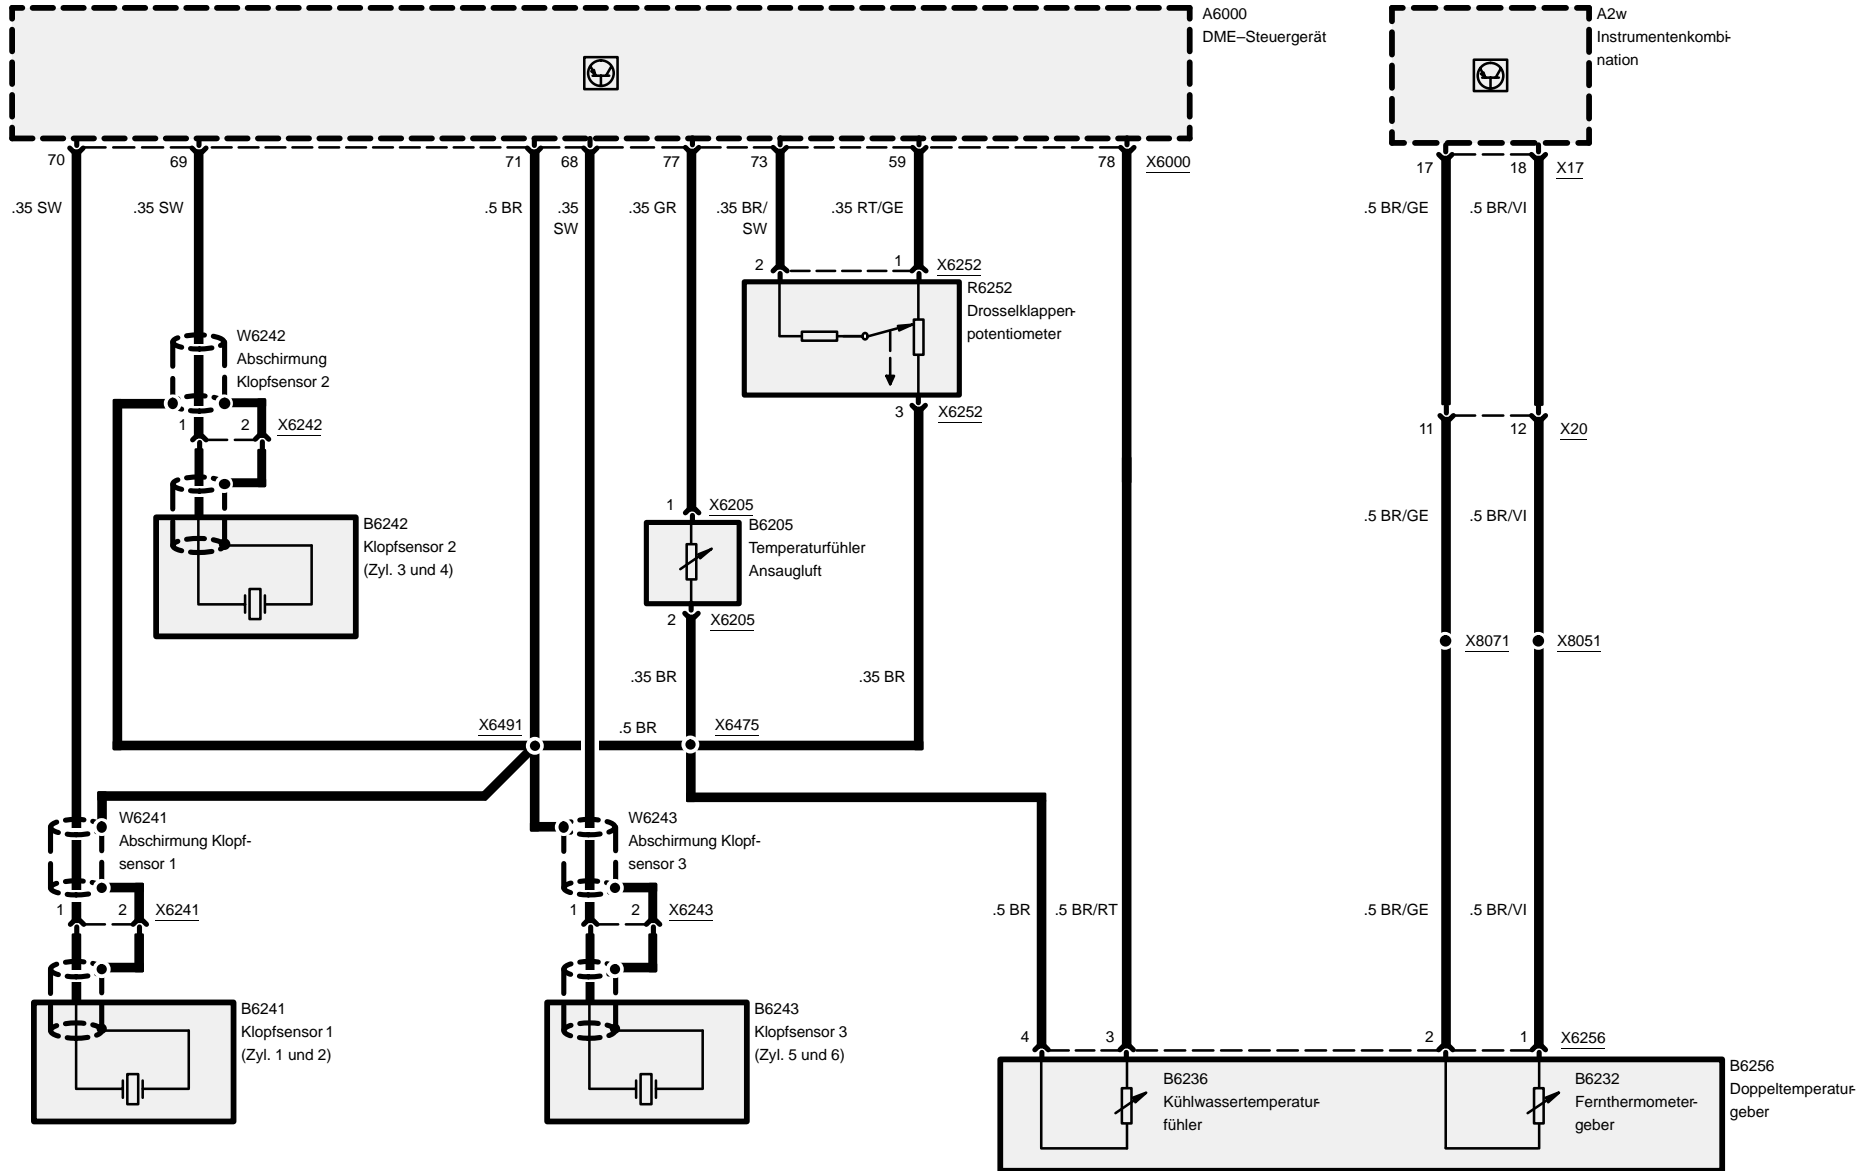 A6000
DME–Steuergerät
A2w
Instrumentenkombi-
nation
70
69
71
68
77
73
59
78
X6000
17
18
X17
.35 SW
.35 SW
.5 BR
.35
SW
.35 GR
.35 BR/
SW
.35 RT/GE
.5 BR/GE
.5 BR/VI
2
1
X6252
R6252
Drosselklappen-
potentiometer
3
X6252
W6242
Abschirmung
Klopfsensor 2
1
2
X6242
11
12
X20
B6242
Klopfsensor 2
(Zyl. 3 und 4)
1
X6205
B6205
Temperaturfühler
Ansaugluft
2
X6205
.5 BR/GE
.5 BR/VI
X8071
X8051
.35 BR
.35 BR
X6491
.5 BR
X6475
W6241
Abschirmung Klopf-
sensor 1
W6243
Abschirmung Klopf-
sensor 3
1
2
X6241
1
2
X6243
.5 BR
.5 BR/RT
.5 BR/GE
.5 BR/VI
B6241
Klopfsensor 1
(Zyl. 1 und 2)
B6243
Klopfsensor 3
(Zyl. 5 und 6)
4
3
2
1
X6256
B6256
Doppeltemperatur-
geber
B6236
Kühlwassertemperatur-
fühler
B6232
Fernthermometer-
geber